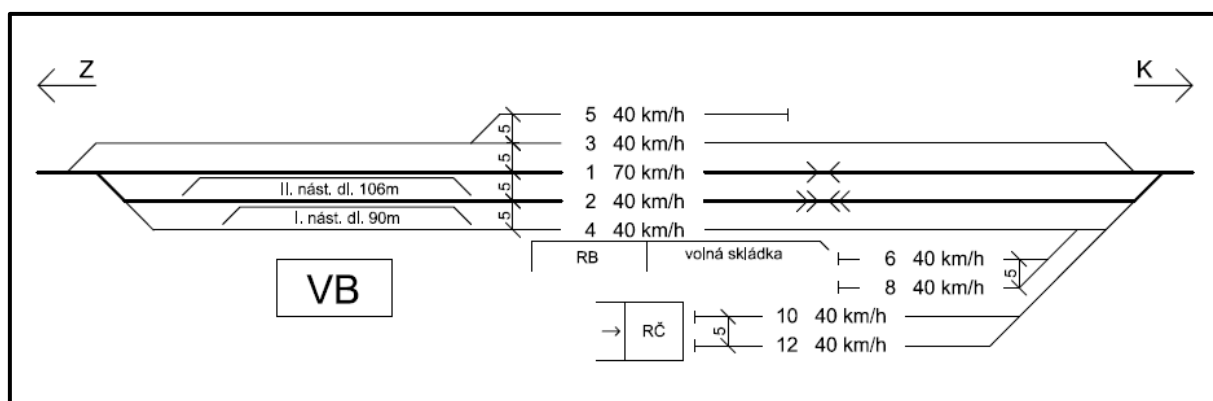 Z
K
5 40 km/h
5
3 40 km/h
5
1 70 km/h
II. nást. dl. 106m
5
2 40 km/h
I. nást. dl. 90m
5
4 40 km/h
RB
volná skládka
6 40 km/h
5
8 40 km/h
VB
10 40 km/h
RČ
5
12 40 km/h